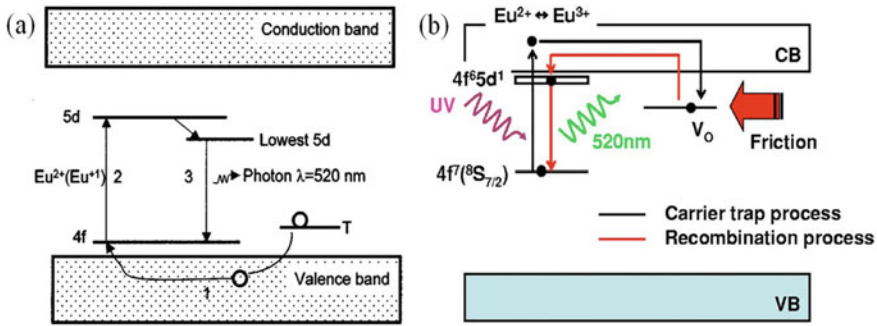 (a)
Conduction band
5d
Lowest 5d
Eu²⁺(Eu⁺¹) 2
3
Photon λ=520 nm
4f
T
1
Valence band
(b)
Eu²⁺ ↔ Eu³⁺
CB
4f⁶5d¹
UV
520nm
V₀
Friction
4f⁷(⁸S₇/₂)
Carrier trap process
Recombination process
VB